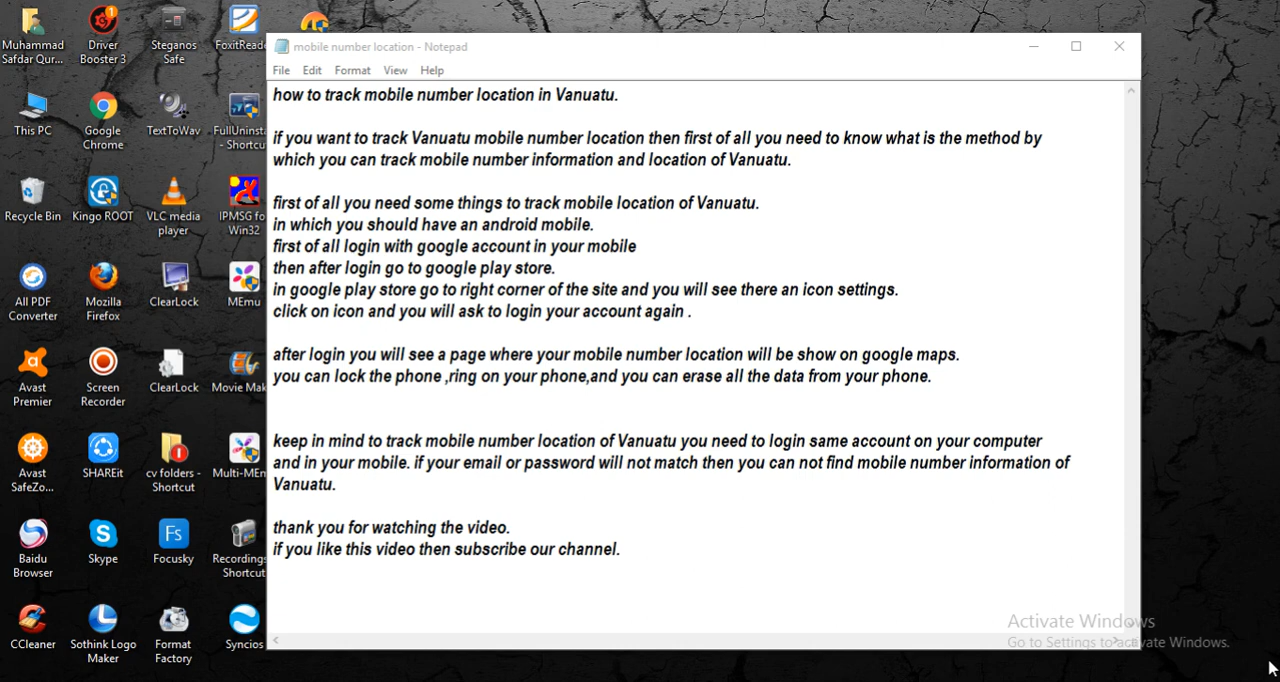 Muhammad
Safdar Qur...
Driver
Booster 3
Steganos
Safe
FoxitReade
mobile number location - Notepad
File Edit Format View Help
This PC
Google
Chrome
TextToWav
FullUninsta
- Shortcu
Recycle Bin
Kingo ROOT
VLC media
player
IPMSG fo
Win32
All PDF
Converter
Mozilla
Firefox
ClearLock
MEmu
Avast
Premier
Screen
Recorder
ClearLock
Movie Mak
Avast
SafeZo...
SHAREit
cv folders -
Shortcut
Multi-MEm
Baidu
Browser
Skype
Fs
Focusky
Recordings
Shortcut
CCleaner
Sothink Logo
Maker
Format
Factory
Syncios
how to track mobile number location in Vanuatu.
if you want to track Vanuatu mobile number location then first of all you need to know what is the method by
which you can track mobile number information and location of Vanuatu.
first of all you need some things to track mobile location of Vanuatu.
in which you should have an android mobile.
first of all login with google account in your mobile
then after login go to google play store.
in google play store go to right corner of the site and you will see there an icon settings.
click on icon and you will ask to login your account again .
after login you will see a page where your mobile number location will be show on google maps.
you can lock the phone ,ring on your phone,and you can erase all the data from your phone.
keep in mind to track mobile number location of Vanuatu you need to login same account on your computer
and in your mobile. if your email or password will not match then you can not find mobile number information of
Vanuatu.
thank you for watching the video.
if you like this video then subscribe our channel.
Activate Windows
Go to Settings to activate Windows.